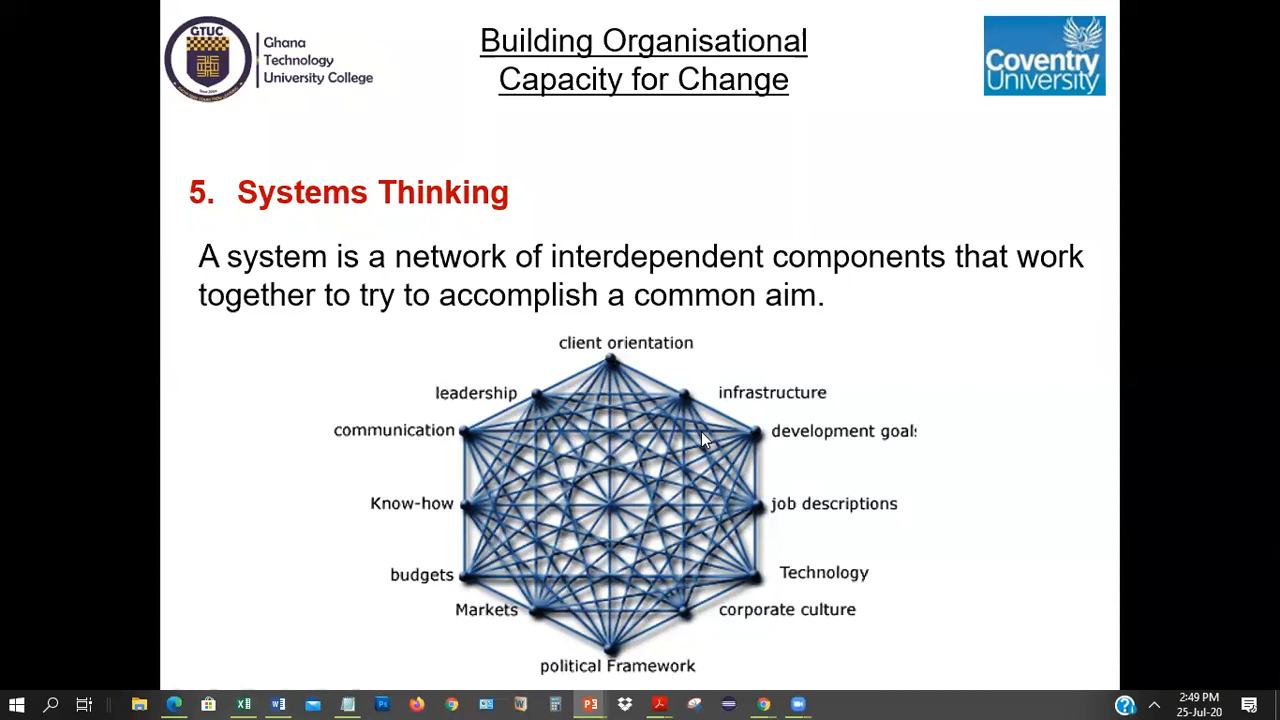 GTUC
Ghana
Technology
University College
Building Organisational
Capacity for Change
Coventry
University
5. Systems Thinking
A system is a network of interdependent components that work
together to try to accomplish a common aim.
client orientation
leadership
infrastructure
communication
development goals
Know-how
job descriptions
budgets
Technology
Markets
corporate culture
political Framework
2:49 PM
25-Jul-20